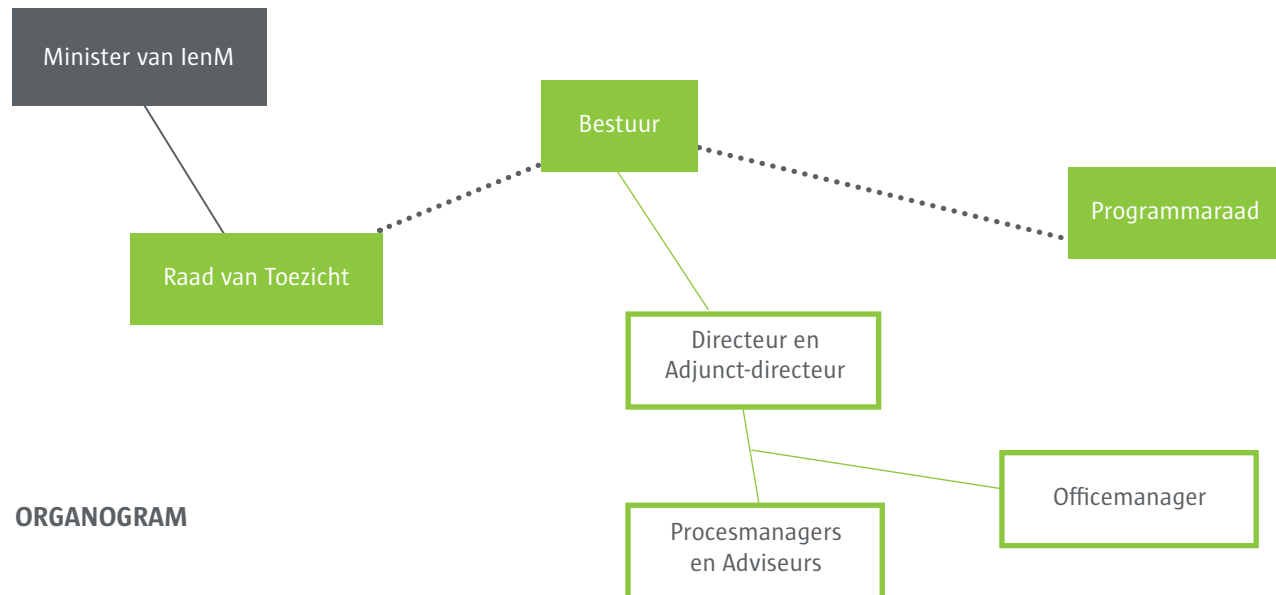 Minister van IenM
Bestuur
Programmaraad
Raad van Toezicht
Directeur en
Adjunct-directeur
Officemanager
ORGANOGRAM
Procesmanagers
en Adviseurs